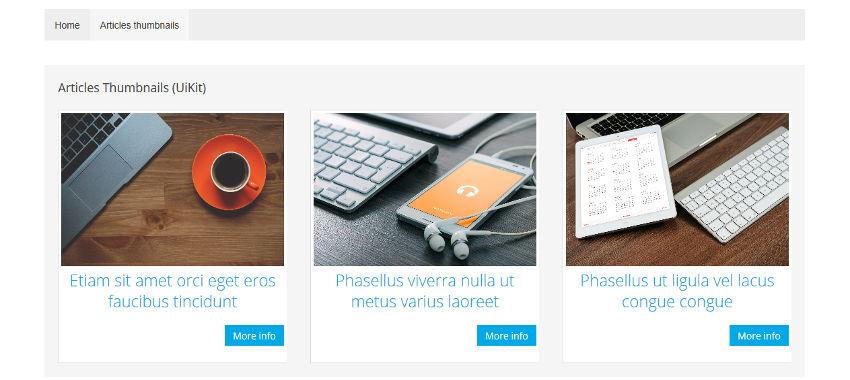 Home
Articles thumbnails
Articles Thumbnails (UiKit)
Etiam sit amet orci eget eros
faucibus tincidunt
More info
Phasellus viverra nulla ut
metus varius laoreet
More info
Phasellus ut ligula vel lacus
congue congue
More info